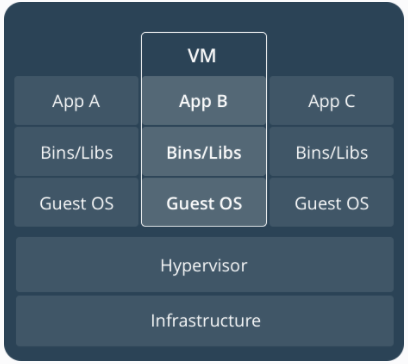 VM
App A
App B
App C
Bins/Libs
Bins/Libs
Bins/Libs
Guest OS
Guest OS
Guest OS
Hypervisor
Infrastructure